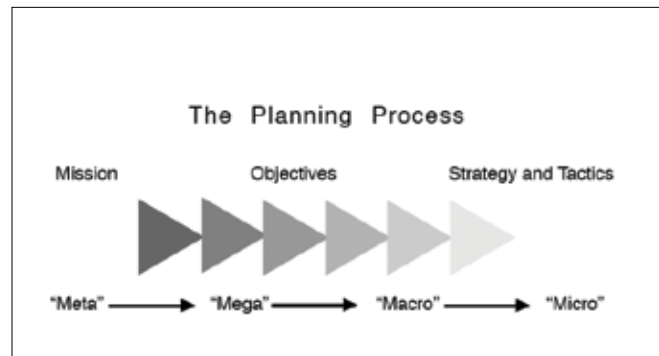 The Planning Process
Mission Objectives Strategy and Tactics
“Meta” “Mega” “Macro” “Micro”